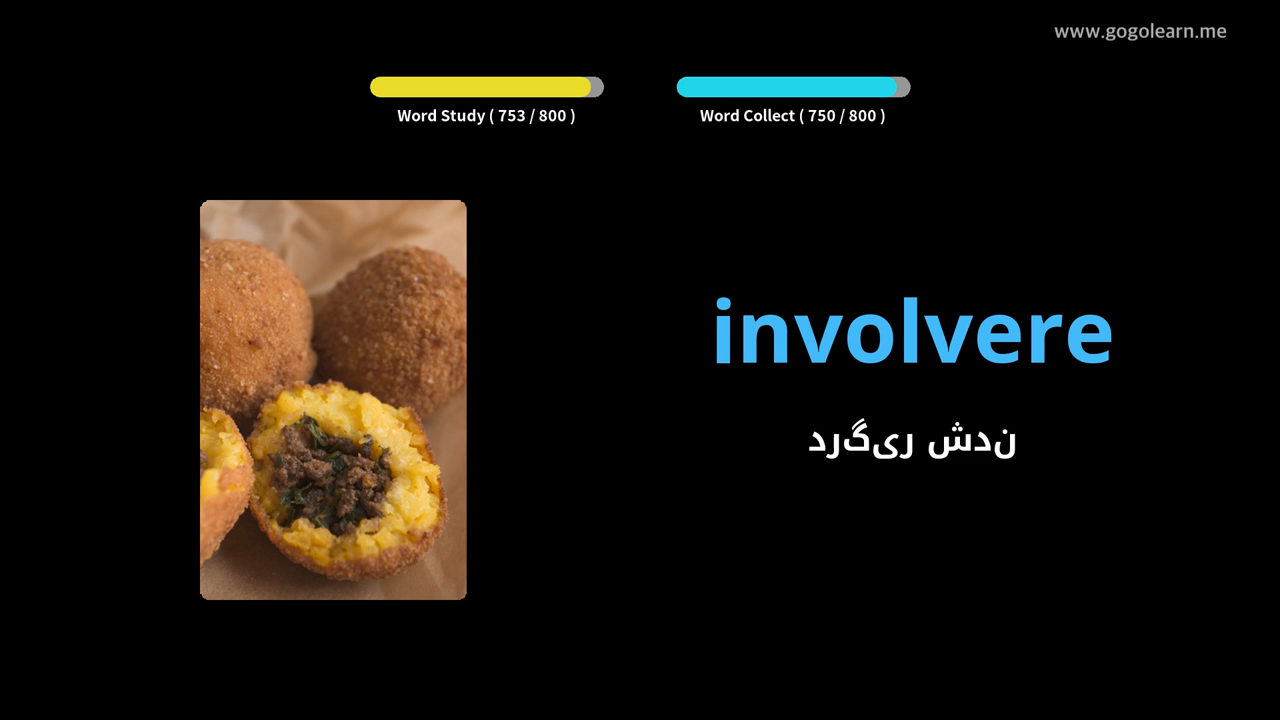 www.gogolearn.me
Word Study ( 753 / 800 )
Word Collect ( 750 / 800 )
involvere
ندش ریگرد